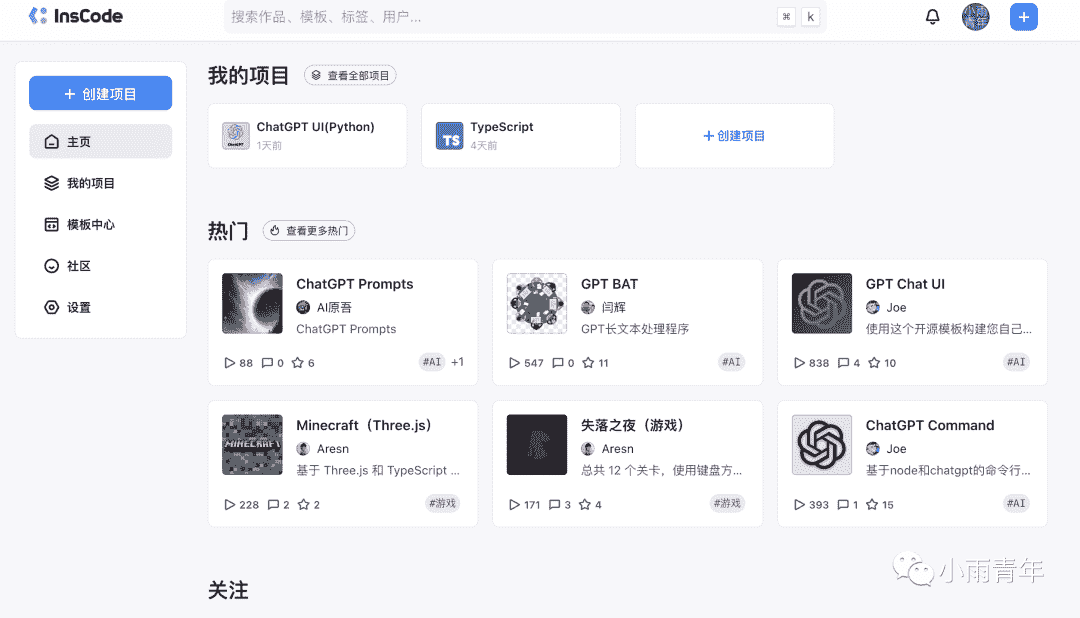 InsCode
搜索作品、模板、标签、用户...
⌘ k
+
+ 创建项目
主页
我的项目
模板中心
社区
设置
我的项目 查看全部项目
ChatGPT UI(Python)
1天前
TypeScript
4天前
+创建项目
热门 查看更多热门
ChatGPT Prompts
AI原吾
ChatGPT Prompts
88 0 6 #AI +1
GPT BAT
闫辉
GPT长文本处理程序
547 0 11 #AI
GPT Chat UI
Joe
使用这个开源模板构建您自己...
838 4 10 #AI
MINECRAFT
Minecraft（Three.js）
Aresn
基于 Three.js 和 TypeScript ...
228 2 2 #游戏
失落之夜（游戏）
Aresn
总共 12 个关卡，使用键盘方...
171 3 4 #游戏
ChatGPT Command
Joe
基于node和chatgpt的命令行...
393 1 15 #AI
关注
小雨青年